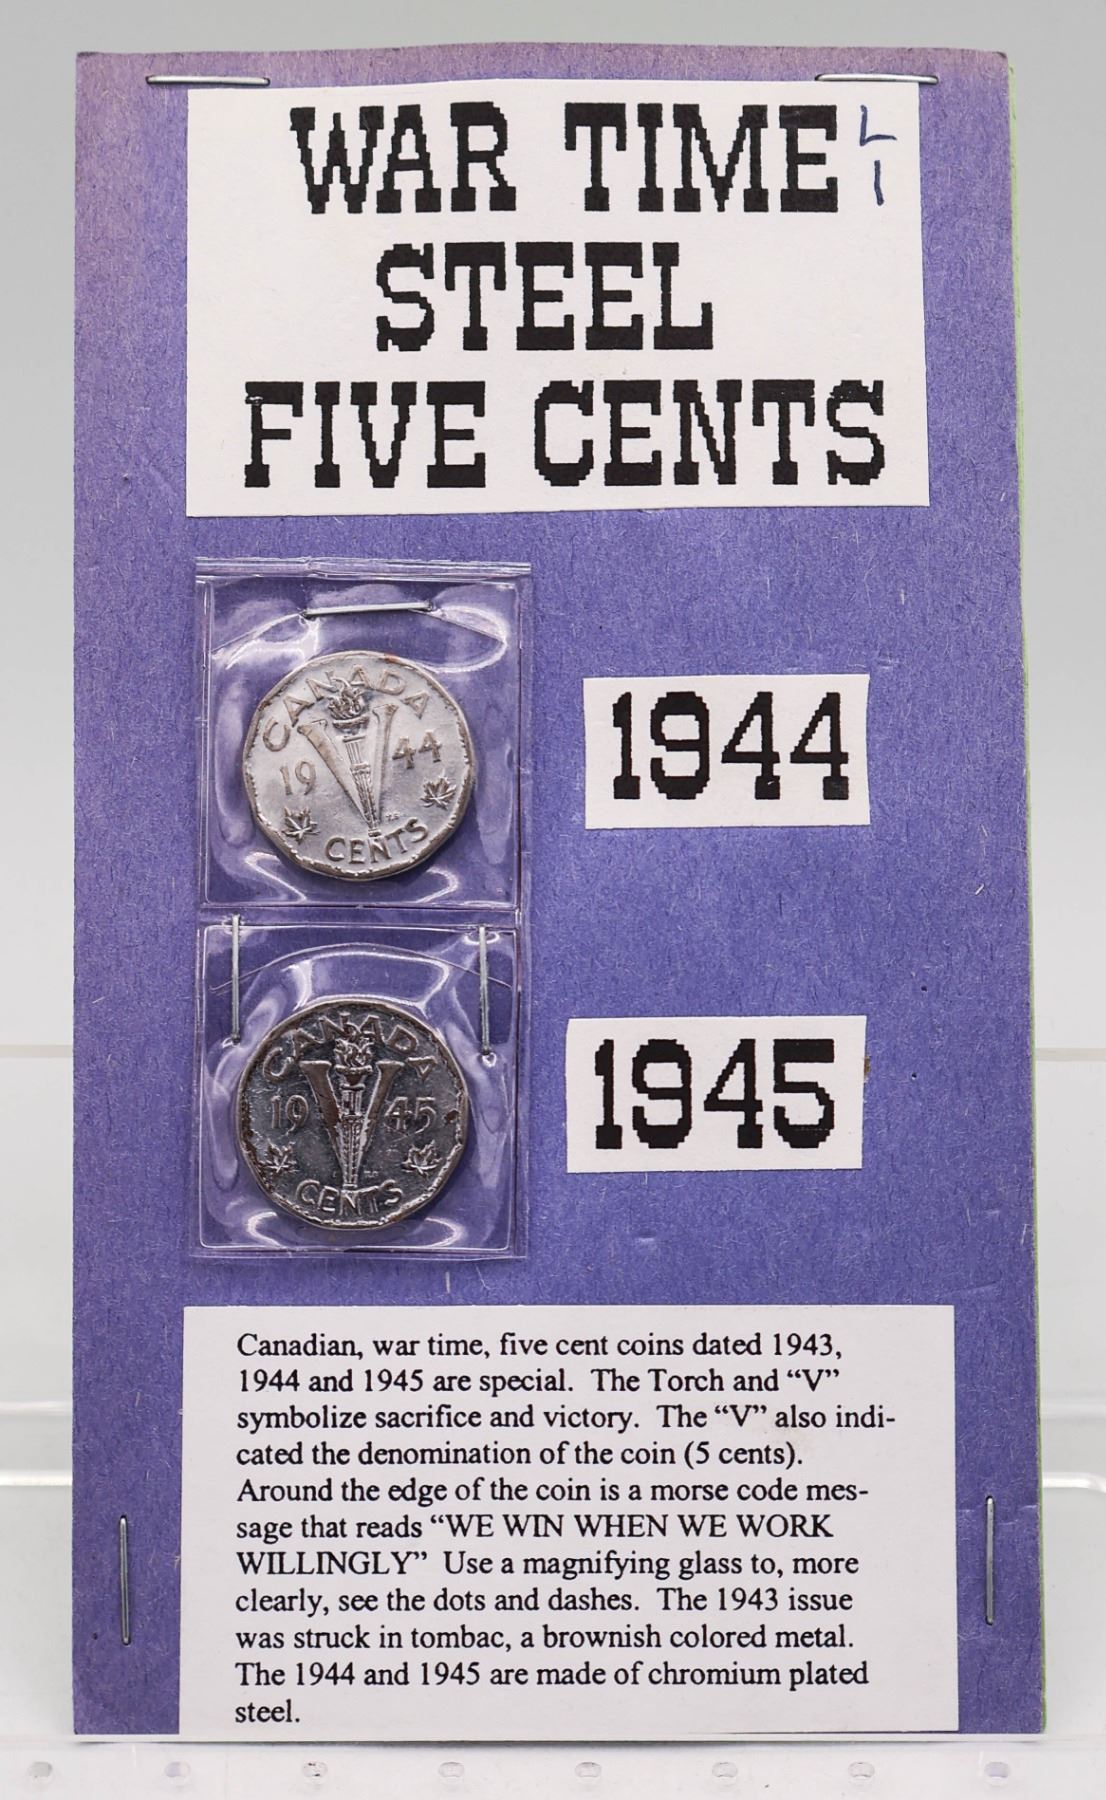 WAR TIME L1
STEEL
FIVE CENTS
CANADA
19 44
CENTS
1944
CANADA
19 45
CENTS
1945
Canadian, war time, five cent coins dated 1943,
1944 and 1945 are special. The Torch and “V”
symbolize sacrifice and victory. The “V” also indi-
cated the denomination of the coin (5 cents).
Around the edge of the coin is a morse code mes-
sage that reads “WE WIN WHEN WE WORK
WILLINGLY” Use a magnifying glass to, more
clearly, see the dots and dashes. The 1943 issue
was struck in tombac, a brownish colored metal.
The 1944 and 1945 are made of chromium plated
steel.